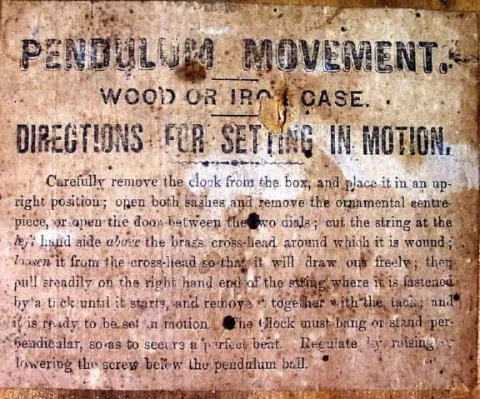 PENDULUM MOVEMENT.
WOOD OR IRON CASE.
DIRECTIONS FOR SETTING IN MOTION.
Carefully remove the clock from the box, and place it in an up-
right position; open both sashes and remove the ornamental centre-
piece, or open the door between the two dials; cut the string at the
left hand side above the brass cross-head around which it is wound;
loosen it from the cross-head so that it will draw out freely; then
pull steadily on the right hand end of the string where it is fastened
by a tack until it starts, and remove it together with the tack; and
it is ready to be set in motion. The Clock must hang or stand per-
pendicular, so as to secure a perfect beat. Regulate by raising or
lowering the screw below the pendulum ball.